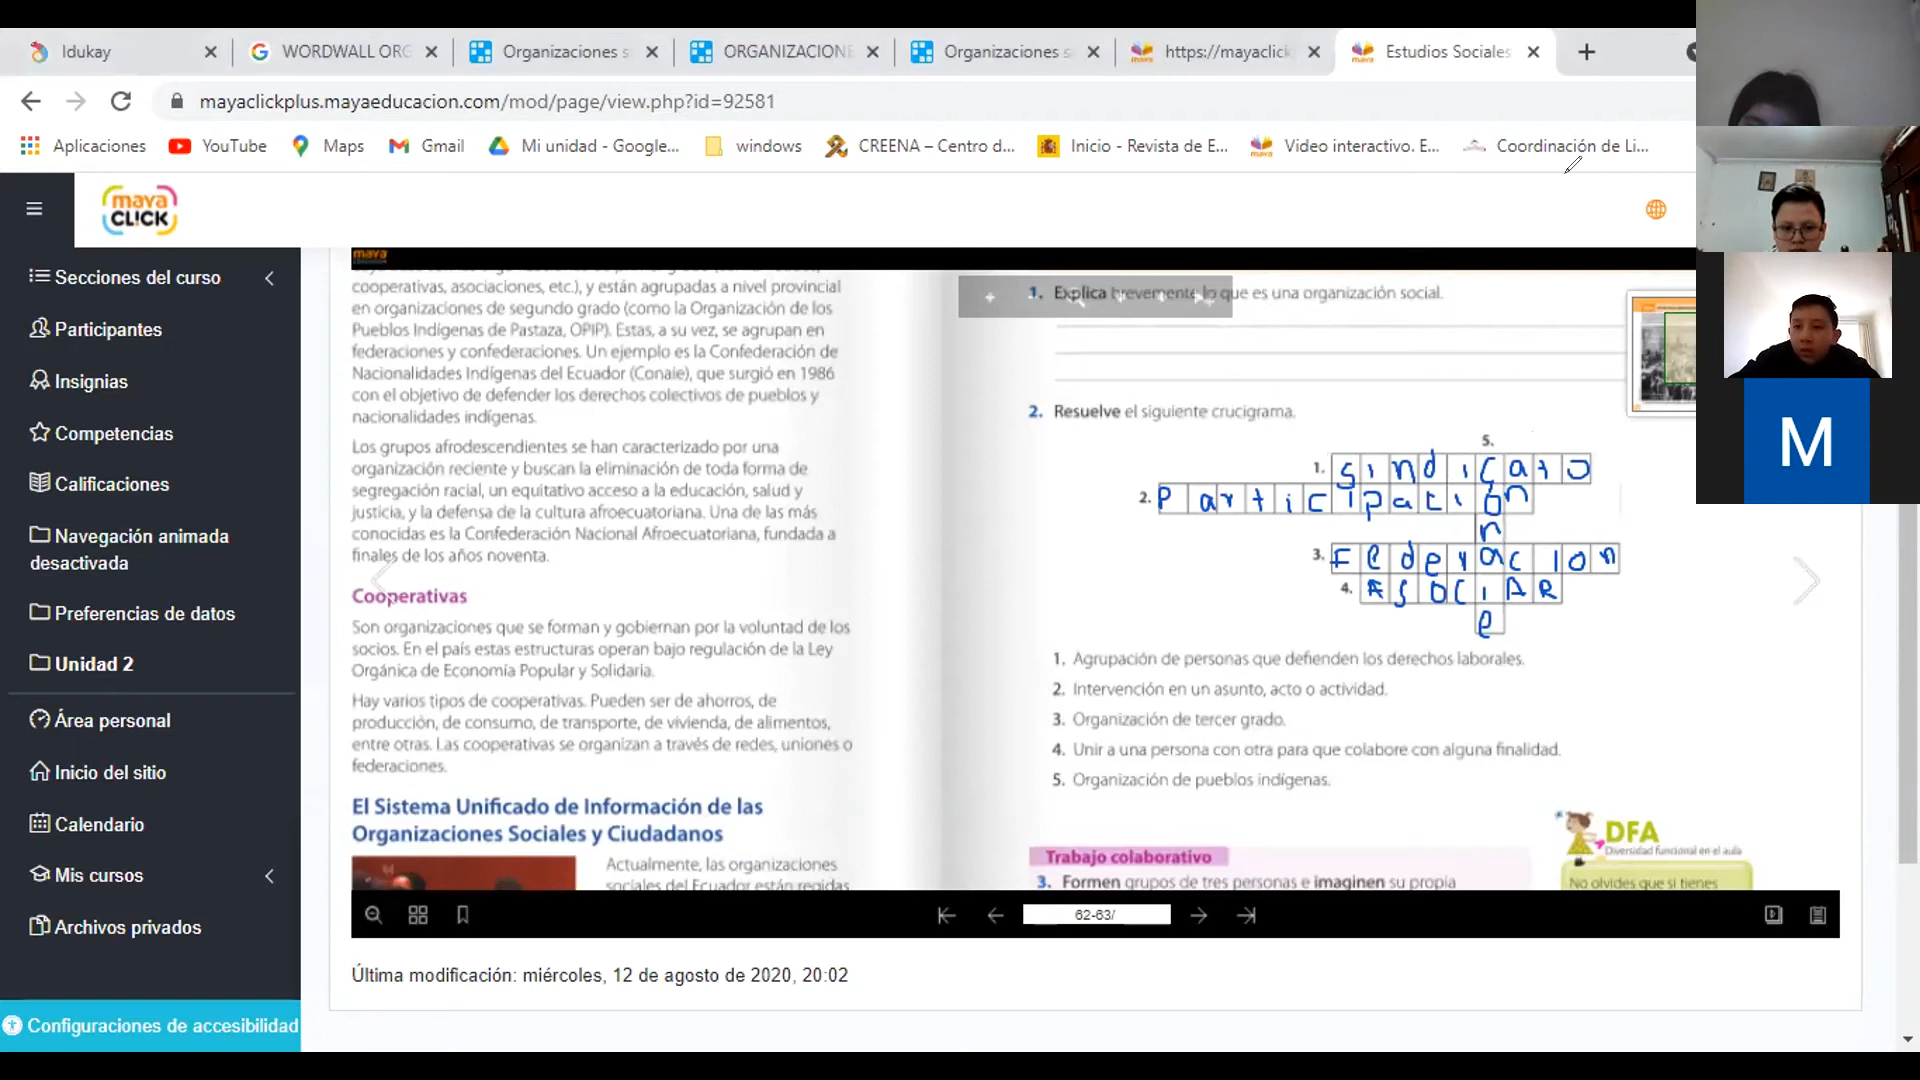 Idukay
WORDWALL ORG
Organizaciones s
ORGANIZACIONE
Organizaciones s
https://mayaclick
Estudios Sociales
mayaclickplus.mayaeducacion.com/mod/page/view.php?id=92581
Aplicaciones
YouTube
Maps
Gmail
Mi unidad - Google...
windows
CREENA – Centro d...
Inicio - Revista de E...
Video interactivo. E...
Coordinación de Li...
maya
CLICK
Secciones del curso
Participantes
Insignias
Competencias
Calificaciones
Navegación animada
desactivada
Preferencias de datos
Unidad 2
Área personal
Inicio del sitio
Calendario
Mis cursos
Archivos privados
Configuraciones de accesibilidad
maya
cooperativas, asociaciones, etc.), y están agrupadas a nivel provincial
en organizaciones de segundo grado (como la Organización de los
Pueblos Indígenas de Pastaza, OPIP). Estas, a su vez, se agrupan en
federaciones y confederaciones. Un ejemplo es la Confederación de
Nacionalidades Indígenas del Ecuador (Conaie), que surgió en 1986
con el objetivo de defender los derechos colectivos de pueblos y
nacionalidades indígenas.
Los grupos afrodescendientes se han caracterizado por una
organización reciente y buscan la eliminación de toda forma de
segregación racial, un equitativo acceso a la educación, salud y
justicia, y la defensa de la cultura afroecuatoriana. Una de las más
conocidas es la Confederación Nacional Afroecuatoriana, fundada a
finales de los años noventa.
Cooperativas
Son organizaciones que se forman y gobiernan por la voluntad de los
socios. En el país estas estructuras operan bajo regulación de la Ley
Orgánica de Economía Popular y Solidaria.
Hay varios tipos de cooperativas. Pueden ser de ahorros, de
producción, de consumo, de transporte, de vivienda, de alimentos,
entre otras. Las cooperativas se organizan a través de redes, uniones o
federaciones.
El Sistema Unificado de Información de las
Organizaciones Sociales y Ciudadanos
Actualmente, las organizaciones
sociales del Ecuador están regidas
1. Explica brevemente lo que es una organización social.
2. Resuelve el siguiente crucigrama.
5.
1. sindicato
2. Participation
n
3. Federacion
4. ASOCiAR
e
1. Agrupación de personas que defienden los derechos laborales.
2. Intervención en un asunto, acto o actividad.
3. Organización de tercer grado.
4. Unir a una persona con otra para que colabore con alguna finalidad.
5. Organización de pueblos indígenas.
DFA
Diversidad funcional en el aula
No olvides que si tienes
Trabajo colaborativo
3. Formen grupos de tres personas e imaginen su propia
62-63/
Última modificación: miércoles, 12 de agosto de 2020, 20:02
M